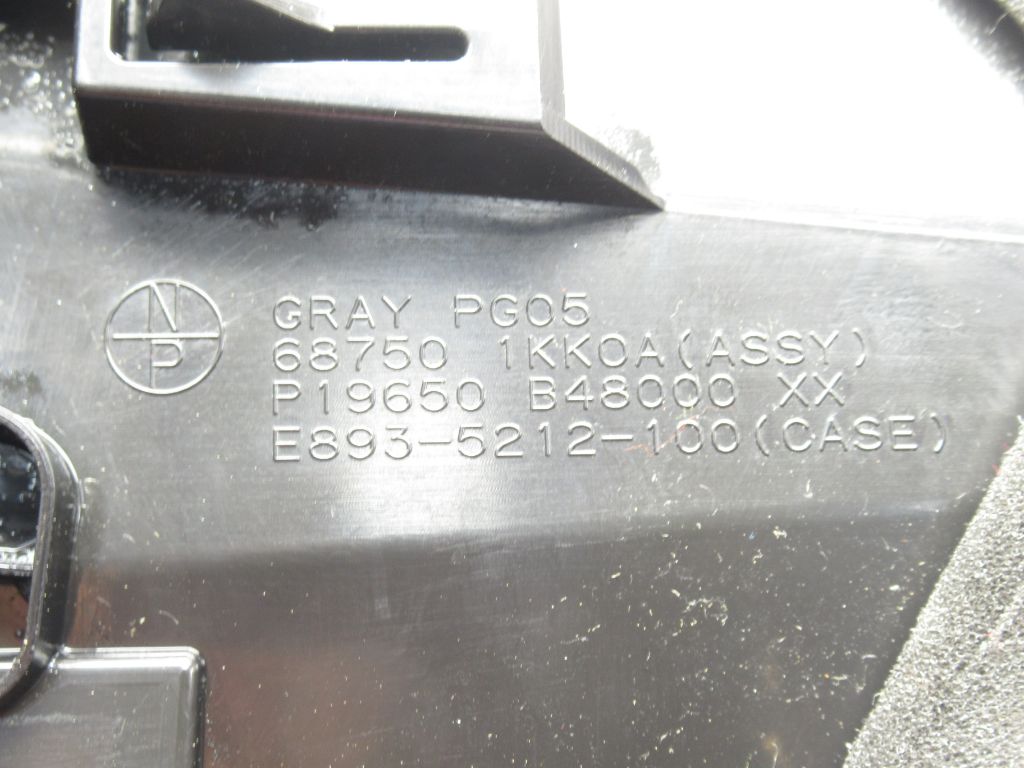 N
P
GRAY PG05
68750 1KK0A(ASSY)
P19650 B48000 XX
E893-5212-100(CASE)